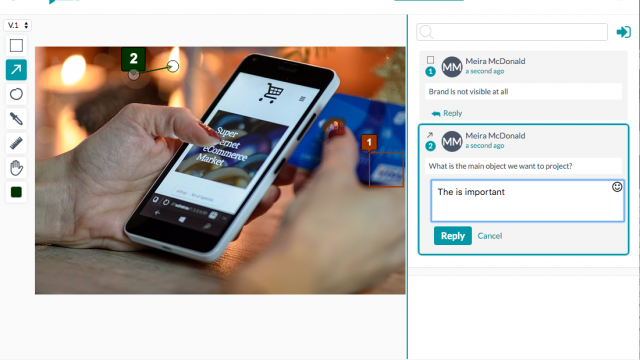 V.1
2
1
Super
Internet
eCommerce
Market
1
MM
Meira McDonald
a second ago
Brand is not visible at all
Reply
2
MM
Meira McDonald
a second ago
What is the main object we want to project?
The is important
Reply
Cancel